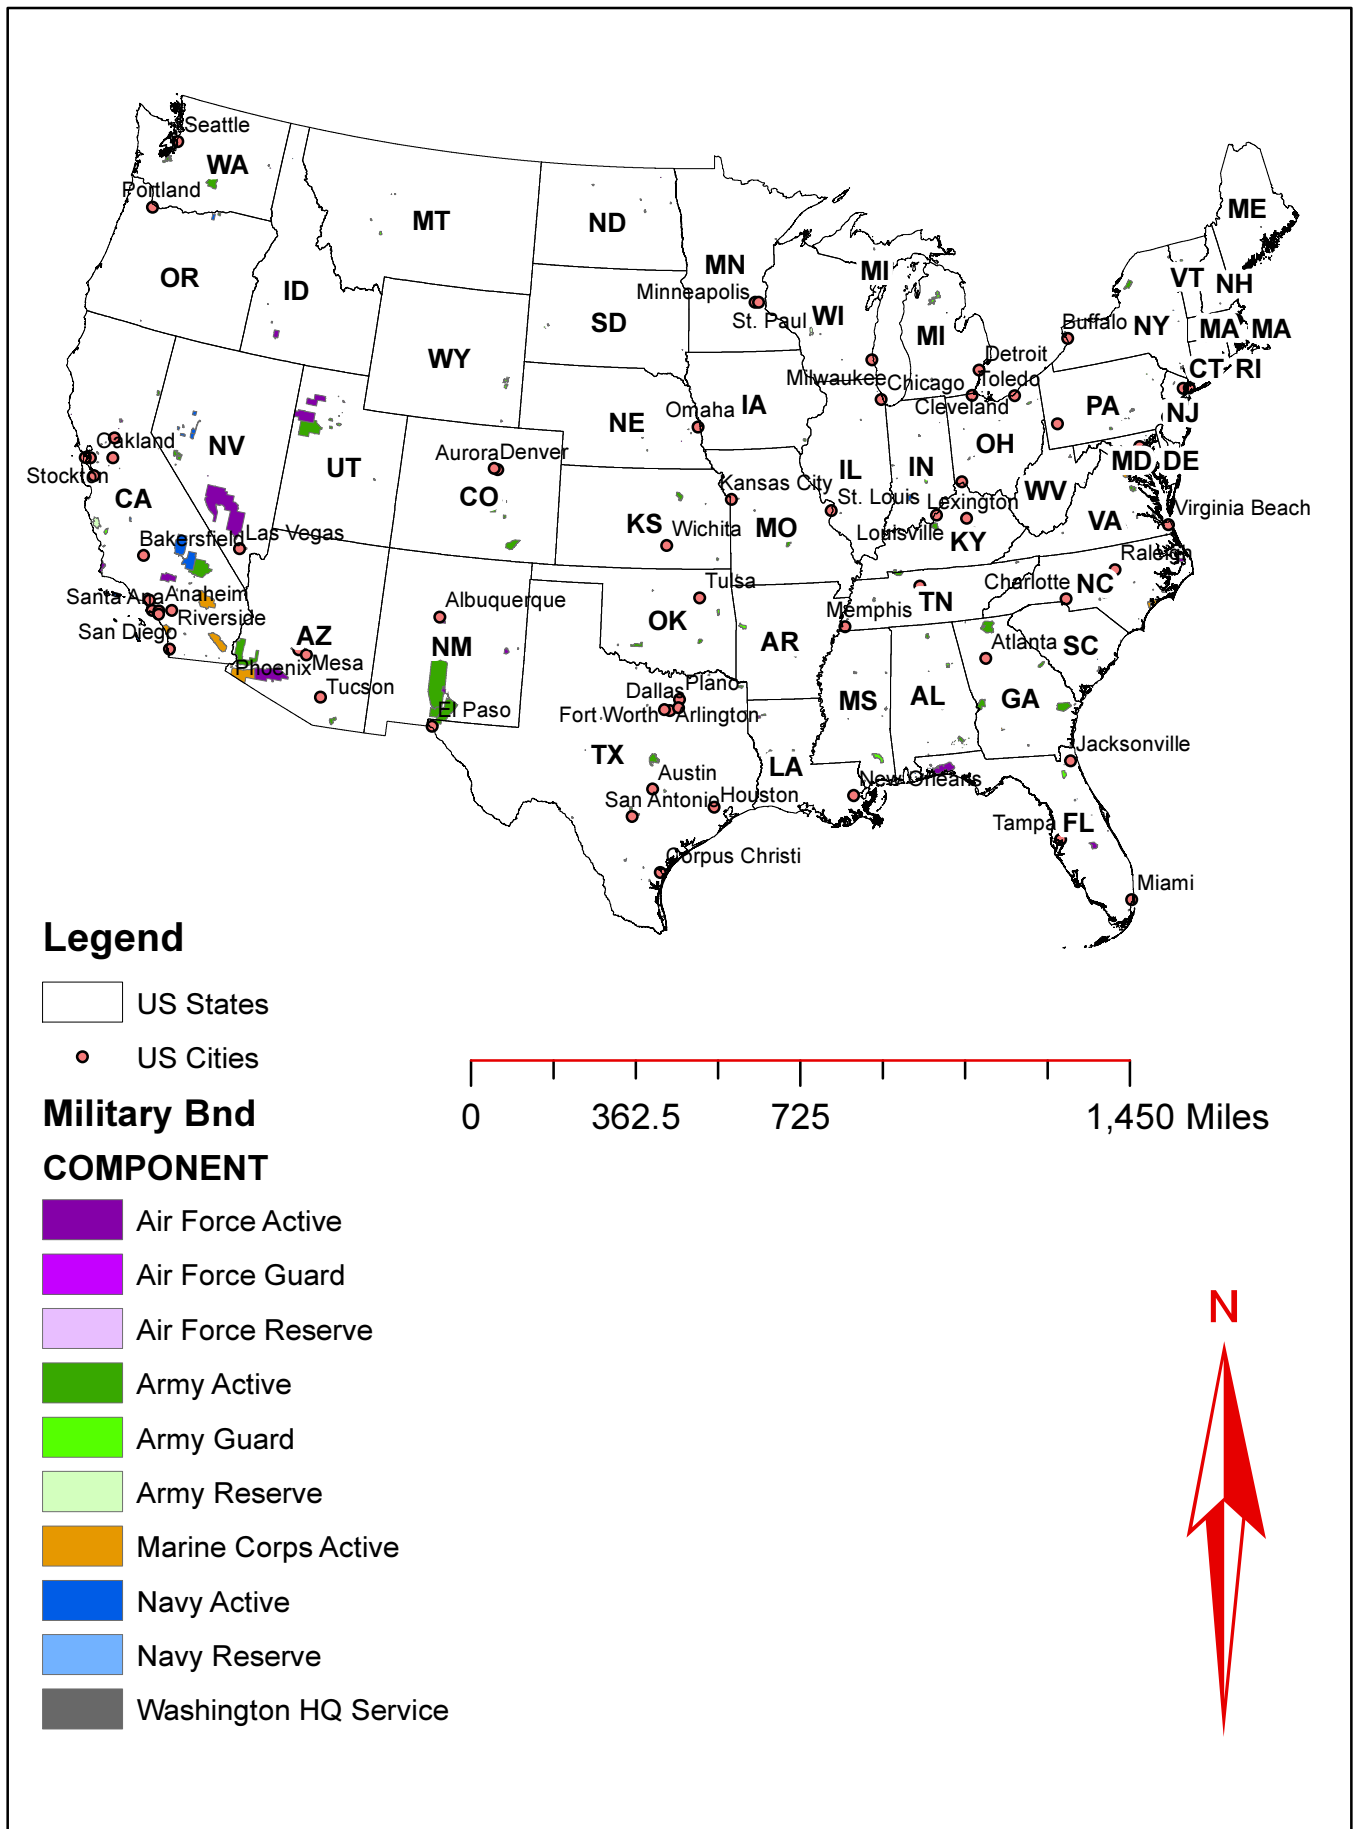 Seattle
WA
Portland
ME
MT
ND
VT
NH
OR
ID
MN
MI
Minneapolis
St. Paul
WI
MI
SD
Buffalo
NY
MA
MA
WY
Detroit
CT
RI
Milwaukee
Chicago
Toledo
Cleveland
IA
PA
NJ
NE
Omaha
Oakland
NV
OH
Aurora
Denver
UT
IL
IN
MD
DE
Stockton
CA
CO
Kansas City
St. Louis
Lexington
WV
Virginia Beach
KS
Wichita
MO
Louisville
KY
VA
Bakersfield
Las Vegas
Raleigh
Tulsa
Charlotte
NC
Santa Ana
Anaheim
Albuquerque
TN
Memphis
Riverside
OK
San Diego
AZ
NM
AR
Atlanta
SC
Phoenix
Mesa
Tucson
Dallas
Plano
MS
AL
GA
El Paso
Fort Worth
Arlington
TX
Jacksonville
LA
Austin
New Orleans
San Antonio
Houston
Tampa
FL
Corpus Christi
Miami
Legend
US States
US Cities
Military Bnd
0 362.5 725 1,450 Miles
COMPONENT
Air Force Active
Air Force Guard
N
Air Force Reserve
Army Active
Army Guard
Army Reserve
Marine Corps Active
Navy Active
Navy Reserve
Washington HQ Service